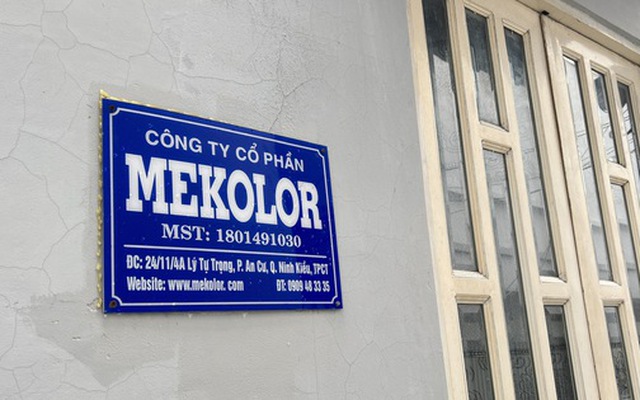 CÔNG TY CỔ PHẦN
MEKOLOR
MST: 1801491030
ĐC: 24/11/4A Lý Tự Trọng, P. An Cư, Q. Ninh Kiều, TPCT
Website: www.mekolor. com ĐT: 0909 48 33 35